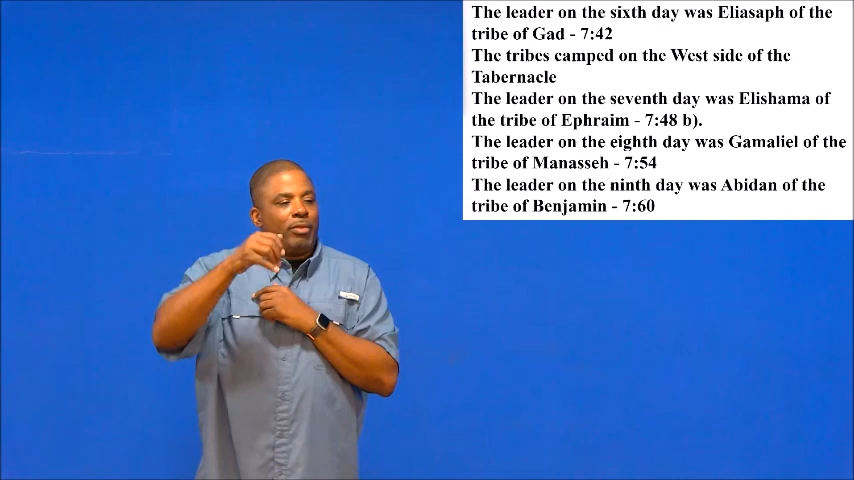 The leader on the sixth day was Eliasaph of the
tribe of Gad - 7:42
The tribes camped on the West side of the
Tabernacle
The leader on the seventh day was Elishama of
the tribe of Ephraim - 7:48 b).
The leader on the eighth day was Gamaliel of the
tribe of Manasseh - 7:54
The leader on the ninth day was Abidan of the
tribe of Benjamin - 7:60